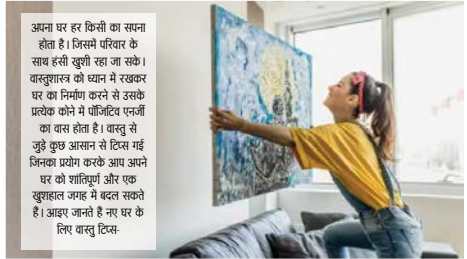 अपना घर हर किसी का सपना
होता है। जिसमें परिवार के
साथ हंसी खुशी रहा जा सके।
वास्तुशास्त्र को ध्यान में रखकर
घर का निर्माण करने से उसके
प्रत्येक कोने में पॉजिटिव एनर्जी
का वास होता है। वास्तु से
जुड़े कुछ आसान से टिप्स गई
जिनका प्रयोग करके आप अपने
घर को शांतिपूर्ण और एक
खुशहाल जगह में बदल सकते
हैं। आइए जानते हैं नए घर के
लिए वास्तु टिप्स-